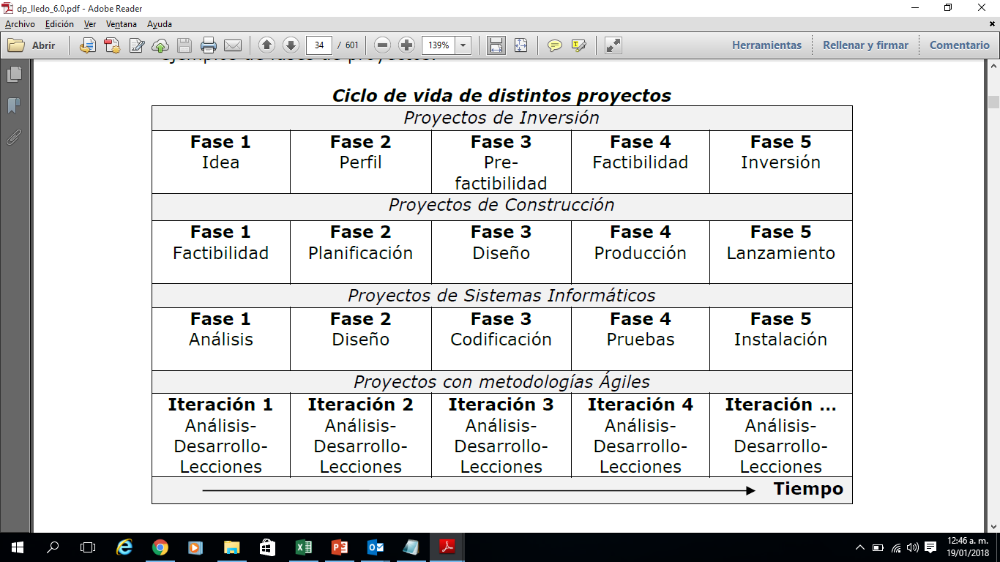 dp_lledo_6.0.pdf - Adobe Reader
Archivo Edición Ver Ventana Ayuda
Abrir 34 / 601 139% Herramientas Rellenar y firmar Comentario
ejemplos de fases de proyectos:
Ciclo de vida de distintos proyectos
Proyectos de Inversión
Fase 1 Fase 2 Fase 3 Fase 4 Fase 5
Idea Perfil Pre- Factibilidad Inversión
factibilidad
Proyectos de Construcción
Fase 1 Fase 2 Fase 3 Fase 4 Fase 5
Factibilidad Planificación Diseño Producción Lanzamiento
Proyectos de Sistemas Informáticos
Fase 1 Fase 2 Fase 3 Fase 4 Fase 5
Análisis Diseño Codificación Pruebas Instalación
Proyectos con metodologías Ágiles
Iteración 1 Iteración 2 Iteración 3 Iteración 4 Iteración ...
Análisis- Análisis- Análisis- Análisis- Análisis-
Desarrollo- Desarrollo- Desarrollo- Desarrollo- Desarrollo-
Lecciones Lecciones Lecciones Lecciones Lecciones
Tiempo
12:46 a. m.
19/01/2018